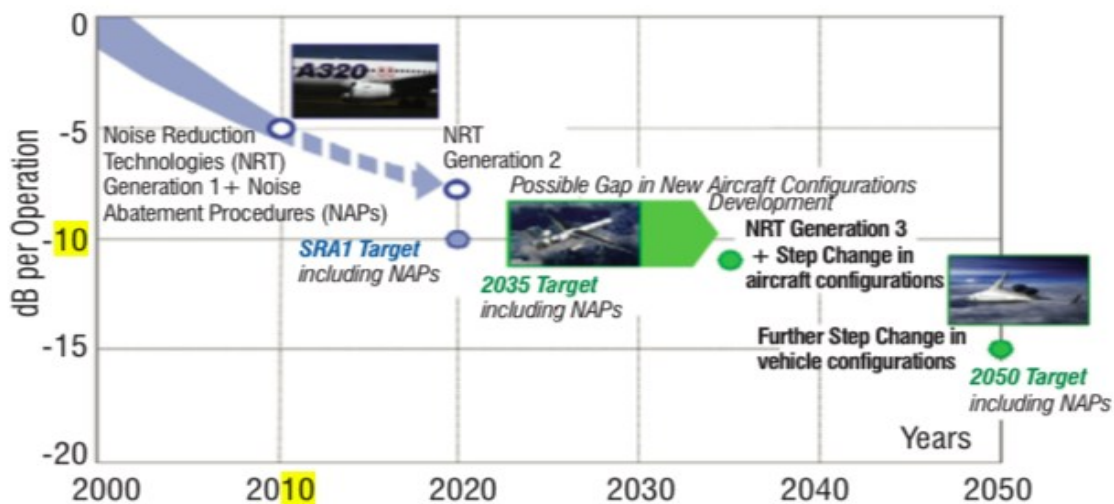 0
-5
-10
-15
-20
dB per Operation
A320
Noise Reduction
Technologies (NRT)
Generation 1+ Noise
Abatement Procedures (NAPs)
NRT
Generation 2
SRA1 Target
including NAPs
Possible Gap in New Aircraft Configurations
Development
2035 Target
including NAPs
NRT Generation 3
+ Step Change in
aircraft configurations
Further Step Change in
vehicle configurations
2050 Target
including NAPs
Years
2000 2010 2020 2030 2040 2050